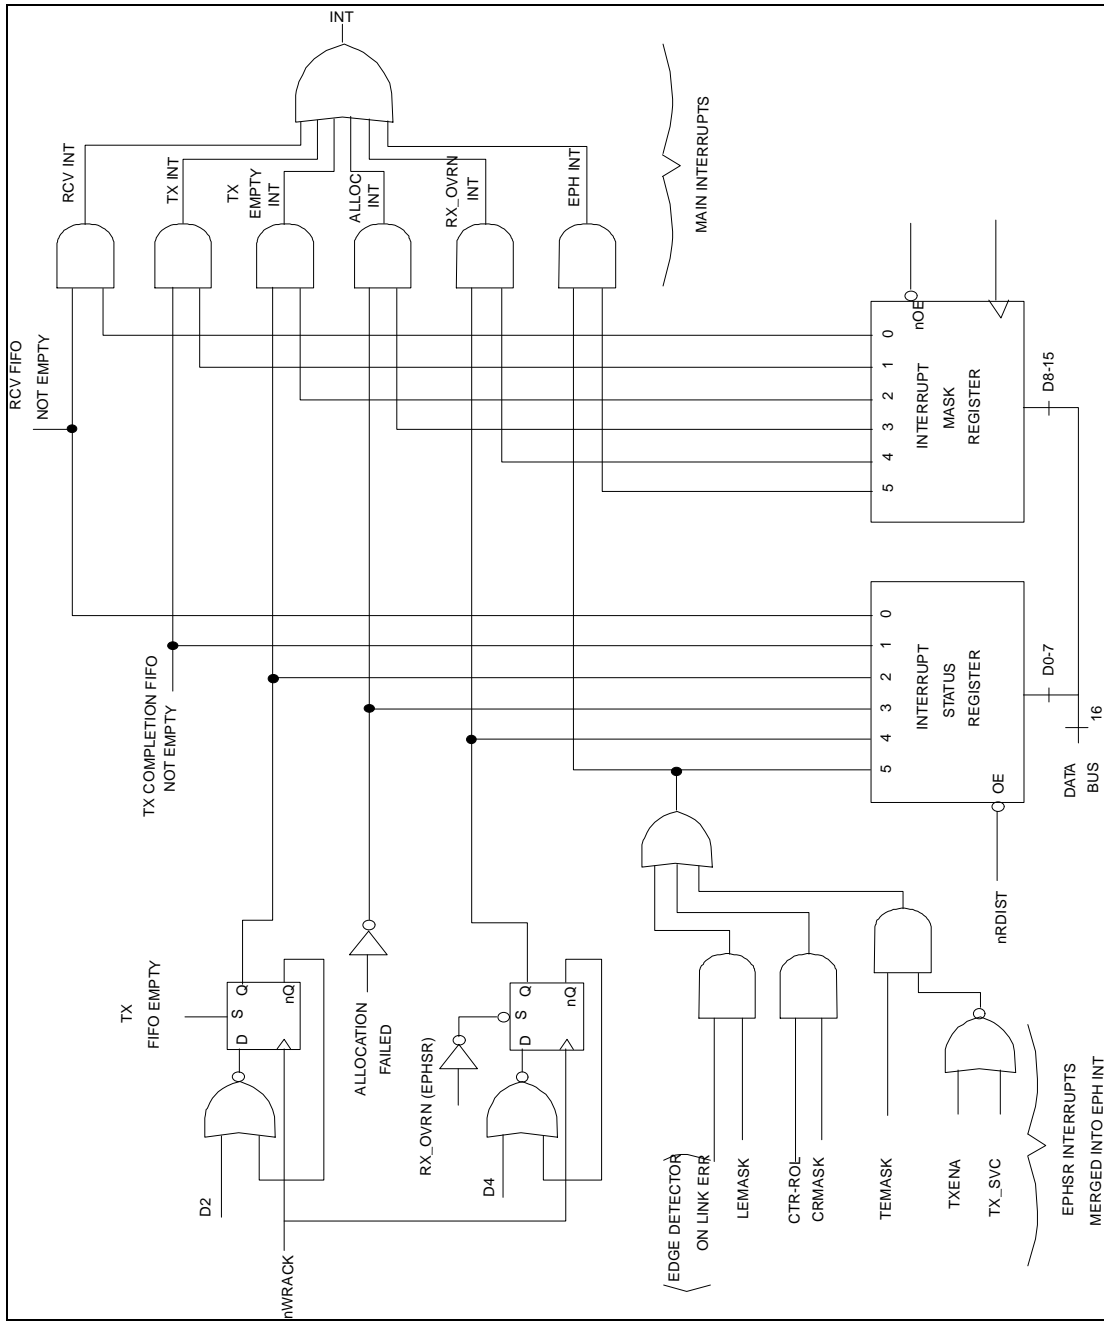 INT
RCV INT
TX INT
TX
EMPTY
INT
ALLOC
INT
RX_OVRN
INT
EPH INT
MAIN INTERRUPTS
RCV FIFO
NOT EMPTY
nOE
0
1
2
3
4
5
INTERRUPT
MASK
REGISTER
D8-15
TX COMPLETION FIFO
NOT EMPTY
0
1
2
3
4
5
INTERRUPT
STATUS
REGISTER
OE
D0-7
16
DATA
BUS
nRDIST
TX
FIFO EMPTY
S
Q
nQ
D
D2
nWRACK
ALLOCATION
FAILED
RX_OVRN (EPHSR)
S
Q
nQ
D
D4
EDGE DETECTOR
ON LINK ERR
LEMASK
CTR-ROL
CRMASK
TEMASK
TXENA
TX_SVC
EPHSR INTERRUPTS
MERGED INTO EPH INT